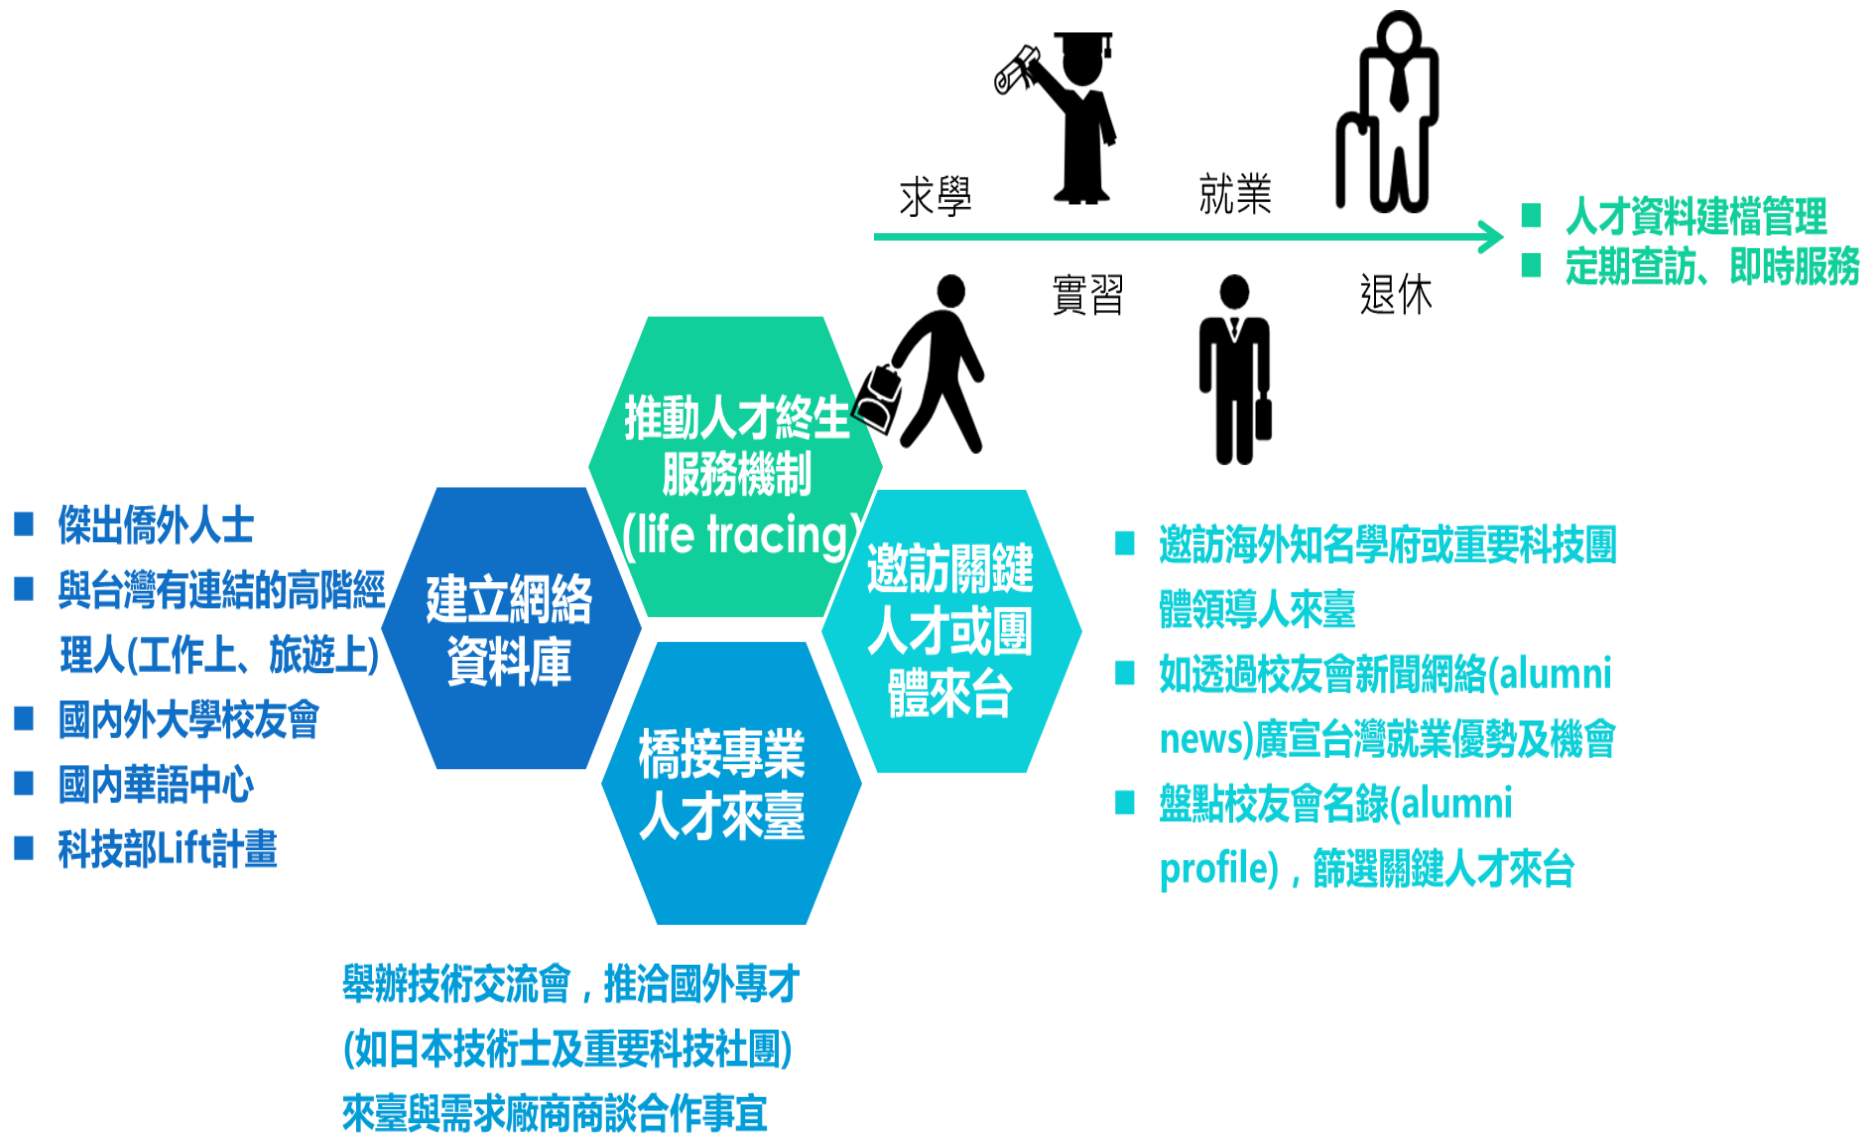 求學
就業
實習
退休
人才資料建檔管理
定期查訪、即時服務
推動人才終生
服務機制
(life tracing)
建立網絡
資料庫
邀訪關鍵
人才或團
體來台
橋接專業
人才來臺
傑出僑外人士
與台灣有連結的高階經
理人(工作上、旅遊上)
國內外大學校友會
國內華語中心
科技部Lift計畫
邀訪海外知名學府或重要科技團
體領導人來臺
如透過校友會新聞網絡(alumni
news)廣宣台灣就業優勢及機會
盤點校友會名錄(alumni
profile)，篩選關鍵人才來台
舉辦技術交流會，推洽國外專才
(如日本技術士及重要科技社團)
來臺與需求廠商商談合作事宜